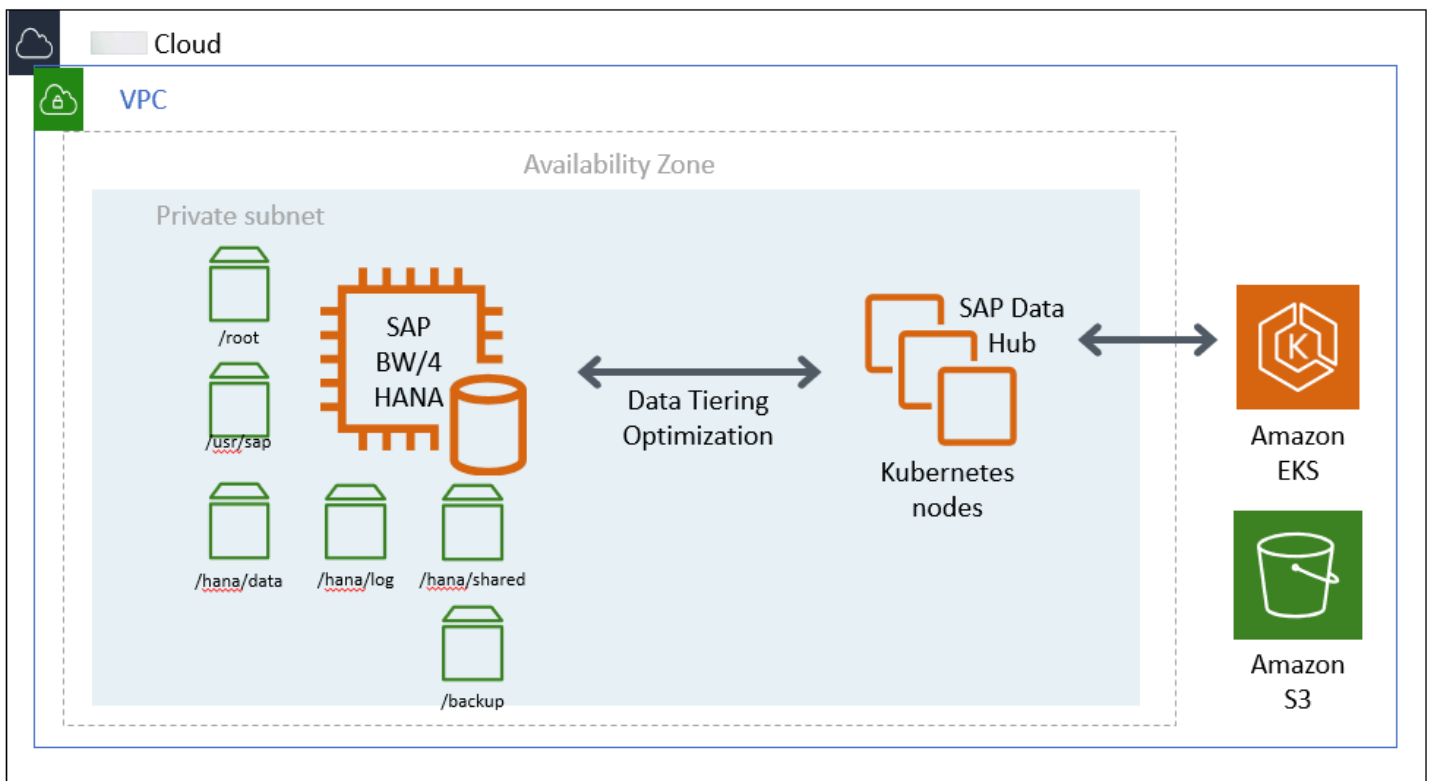 Cloud
VPC
Availability Zone
Private subnet
/root
/usr/sap
/hana/data
/hana/log
/hana/shared
/backup
SAP
BW/4
HANA
Data Tiering
Optimization
SAP Data
Hub
Kubernetes
nodes
K
Amazon
EKS
Amazon
S3